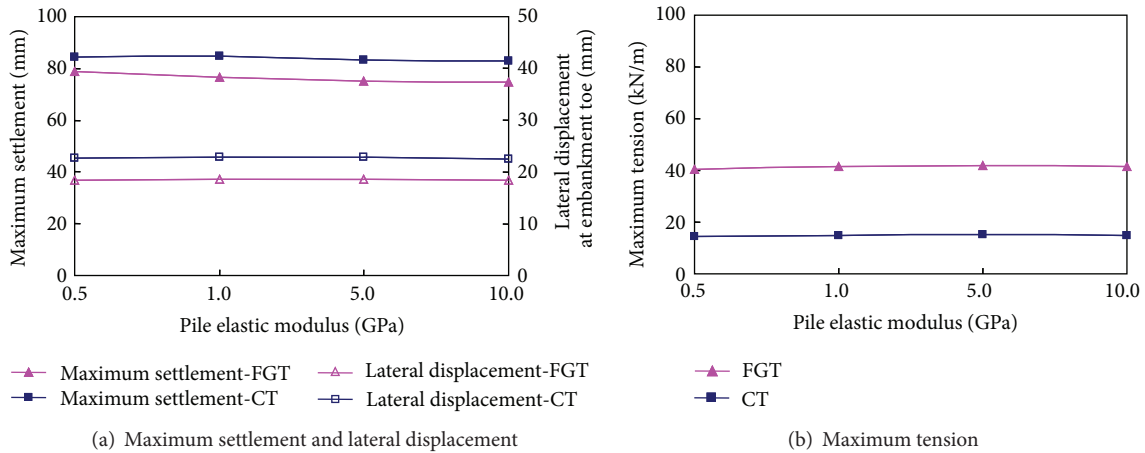 100
80
60
40
20
0
Maximum settlement (mm)
50
40
30
20
10
0
Lateral displacement
at embankment toe (mm)
0.5 1.0 5.0 10.0
Pile elastic modulus (GPa)
Maximum settlement-FGT
Lateral displacement-FGT
Maximum settlement-CT
Lateral displacement-CT
(a) Maximum settlement and lateral displacement
100
80
60
40
20
0
Maximum tension (kN/m)
0.5 1.0 5.0 10.0
Pile elastic modulus (GPa)
FGT
CT
(b) Maximum tension